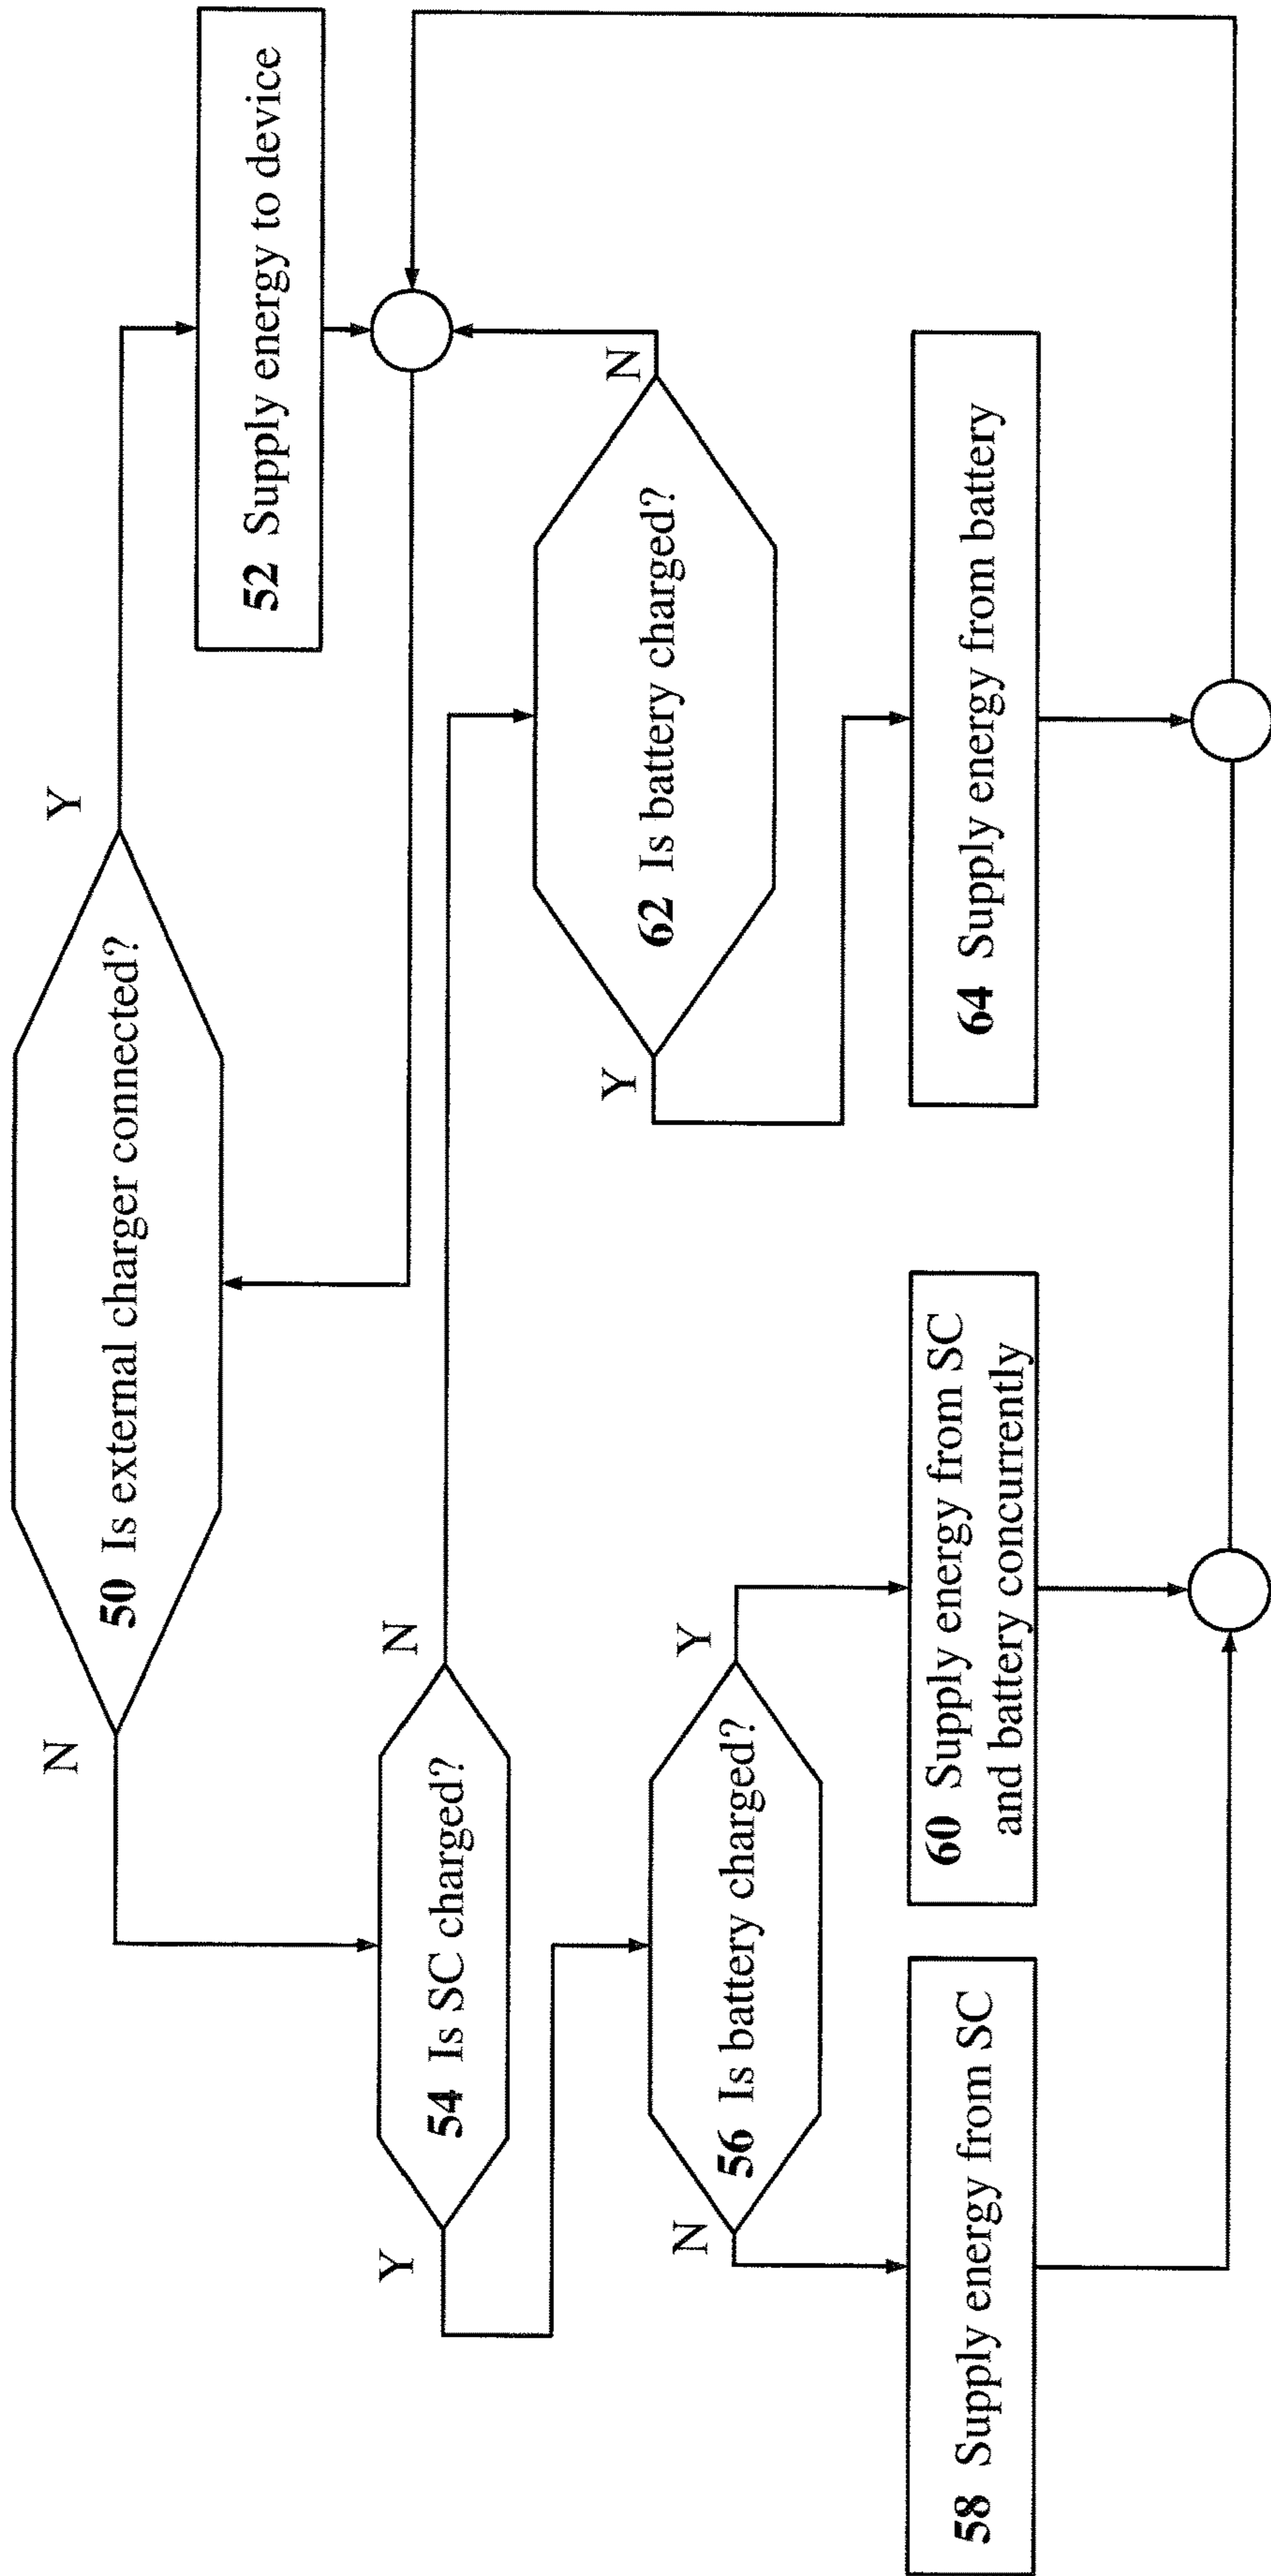 Y
50 Is external charger connected?
N
52 Supply energy to device
N
54 Is SC charged?
Y
N
62 Is battery charged?
Y
Y
56 Is battery charged?
N
64 Supply energy from battery
60 Supply energy from SC
and battery concurrently
58 Supply energy from SC